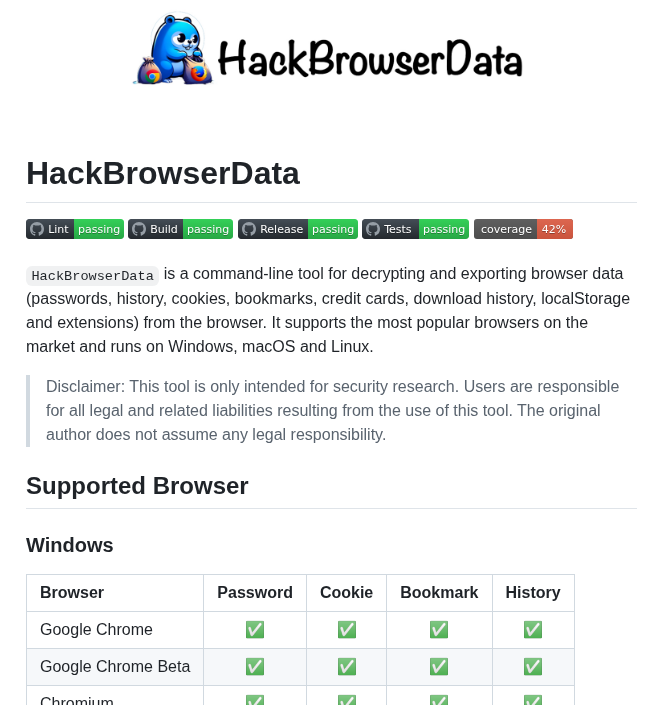 HackBrowserData
HackBrowserData
Lint passing Build passing Release passing Tests passing coverage 42%
HackBrowserData is a command-line tool for decrypting and exporting browser data
(passwords, history, cookies, bookmarks, credit cards, download history, localStorage
and extensions) from the browser. It supports the most popular browsers on the
market and runs on Windows, macOS and Linux.
Disclaimer: This tool is only intended for security research. Users are responsible
for all legal and related liabilities resulting from the use of this tool. The original
author does not assume any legal responsibility.
Supported Browser
Windows
Browser Password Cookie Bookmark History
Google Chrome ✅ ✅ ✅ ✅
Google Chrome Beta ✅ ✅ ✅ ✅
Chromium ✅ ✅ ✅ ✅